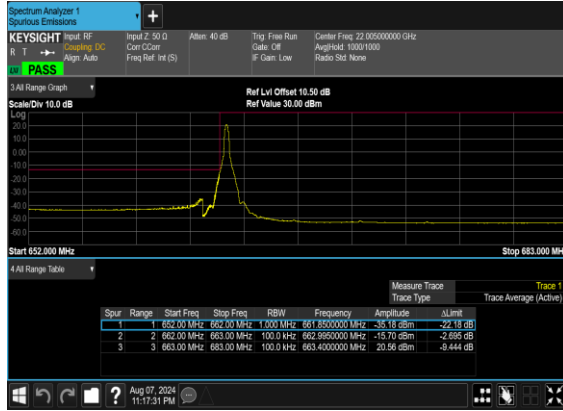 Spectrum Analyzer 1
Spurious Emissions
+
KEYSIGHT Input: RF Input Z: 50 Ω Atten: 40 dB Trig: Free Run Center Freq: 22.005000000 GHz
R T Coupling: DC Corr CCorr Gate: Off Avg|Hold: 1000/1000
Align: Auto Freq Ref: Int (S) IF Gain: Low Radio Std: None
LXI PASS
3 All Range Graph
Ref Lvl Offset 10.50 dB
Scale/Div 10.0 dB Ref Value 30.00 dBm
Log
20.0
10.0
0.00
-10.0
-20.0
-30.0
-40.0
-50.0
-60.0
Start 652.000 MHz Stop 683.000 MHz
4 All Range Table
Measure Trace Trace 1
Trace Type Trace Average (Active)
Spur Range Start Freq Stop Freq RBW Frequency Amplitude ΔLimit
1 1 652.00 MHz 662.00 MHz 1.000 MHz 661.8500000 MHz -35.18 dBm -22.18 dB
2 2 662.00 MHz 663.00 MHz 100.0 kHz 662.9950000 MHz -15.70 dBm -2.695 dB
3 3 663.00 MHz 683.00 MHz 100.0 kHz 663.4000000 MHz 20.56 dBm -9.444 dB
? Aug 07, 2024
11:17:31 PM